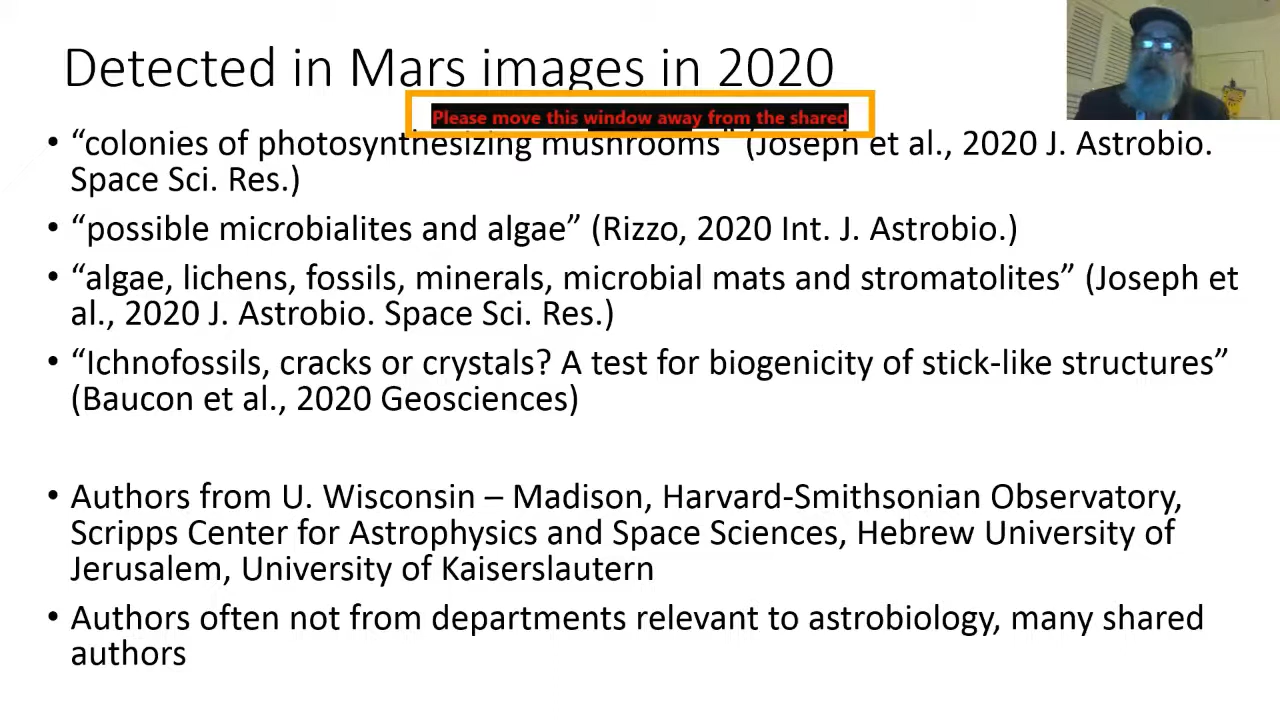 Detected in Mars images in 2020
Please move this window away from the shared
• “colonies of photosynthesizing mushrooms” (Joseph et al., 2020 J. Astrobio.
Space Sci. Res.)
• “possible microbialites and algae” (Rizzo, 2020 Int. J. Astrobio.)
• “algae, lichens, fossils, minerals, microbial mats and stromatolites” (Joseph et
al., 2020 J. Astrobio. Space Sci. Res.)
• “Ichnofossils, cracks or crystals? A test for biogenicity of stick-like structures”
(Baucon et al., 2020 Geosciences)
• Authors from U. Wisconsin – Madison, Harvard-Smithsonian Observatory,
Scripps Center for Astrophysics and Space Sciences, Hebrew University of
Jerusalem, University of Kaiserslautern
• Authors often not from departments relevant to astrobiology, many shared
authors